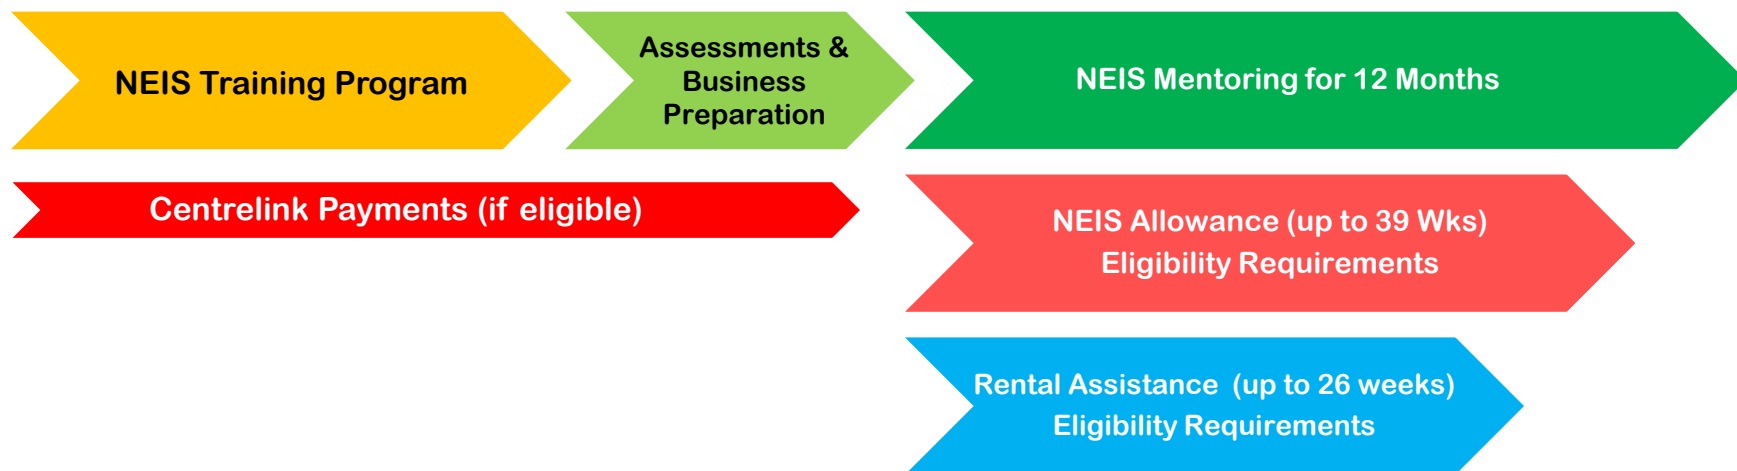 NEIS Training Program
Assessments &
Business
Preparation
NEIS Mentoring for 12 Months
Centrelink Payments (if eligible)
NEIS Allowance (up to 39 Wks)
Eligibility Requirements
Rental Assistance (up to 26 weeks)
Eligibility Requirements